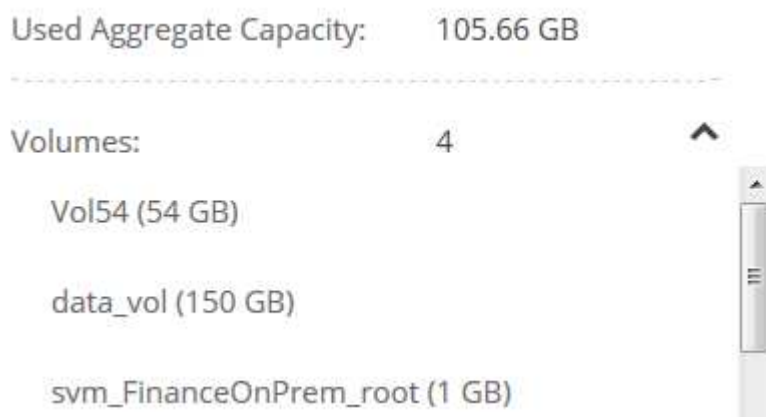 Used Aggregate Capacity: 105.66 GB
Volumes: 4
Vol54 (54 GB)
data_vol (150 GB)
svm_FinanceOnPrem_root (1 GB)